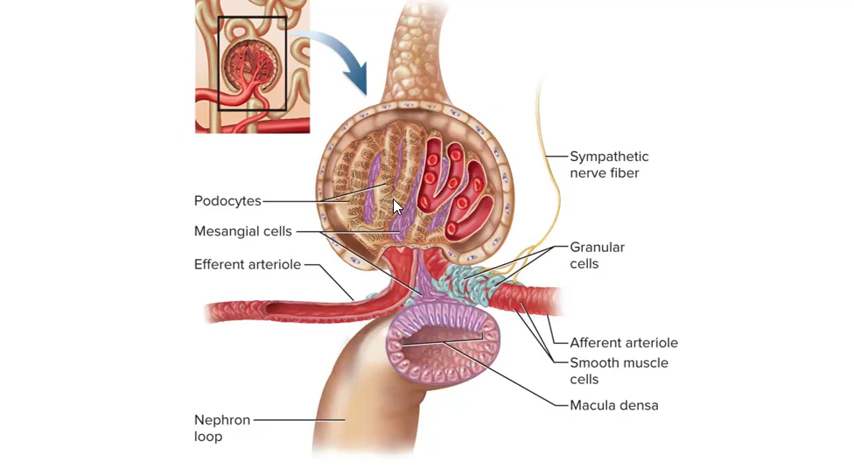 Podocytes
Mesangial cells
Efferent arteriole
Nephron
loop
Sympathetic
nerve fiber
Granular
cells
Afferent arteriole
Smooth muscle
cells
Macula densa